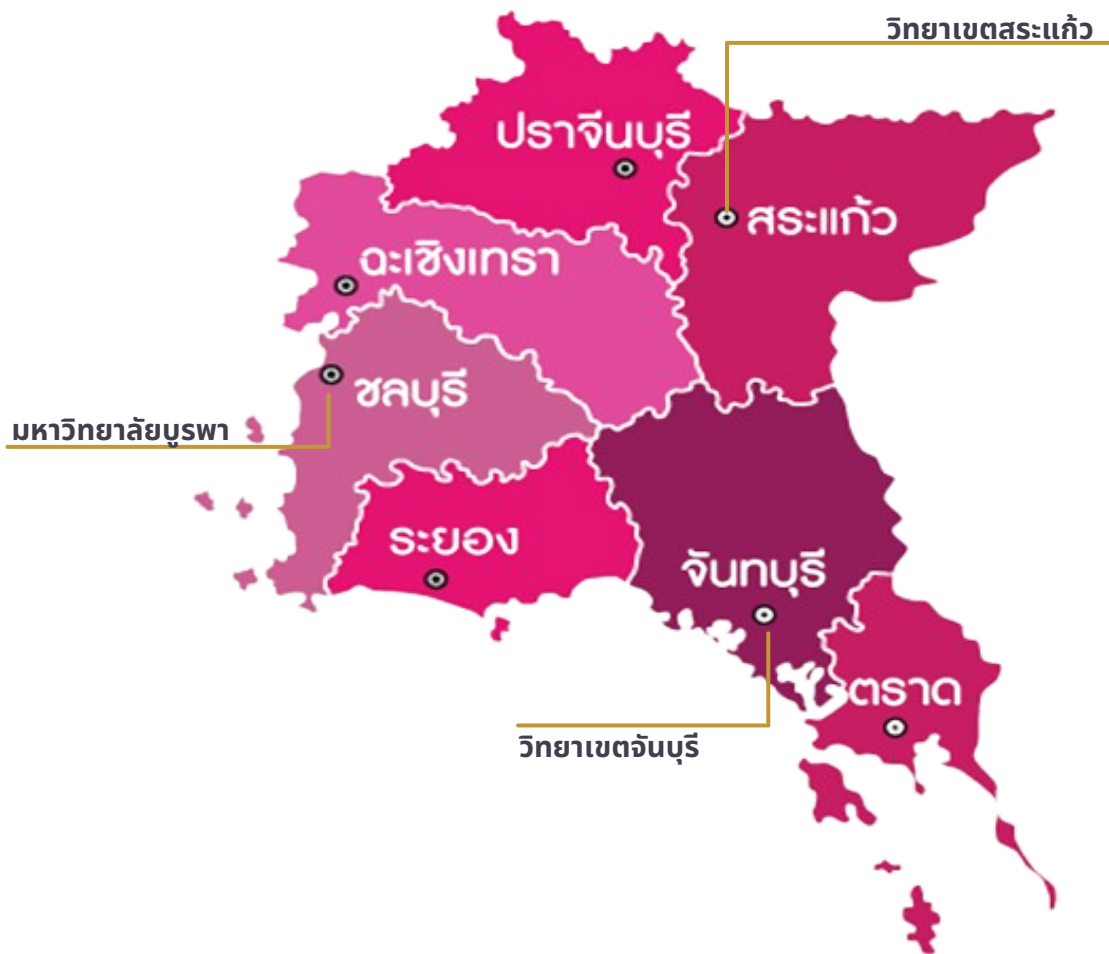 วิทยาเขตสระแก้ว
ปราจีนบุรี
สระแก้ว
ฉะเชิงเทรา
ชลบุรี
มหาวิทยาลัยบูรพา
ระยอง
จันทบุรี
ตราด
วิทยาเขตจันบุรี